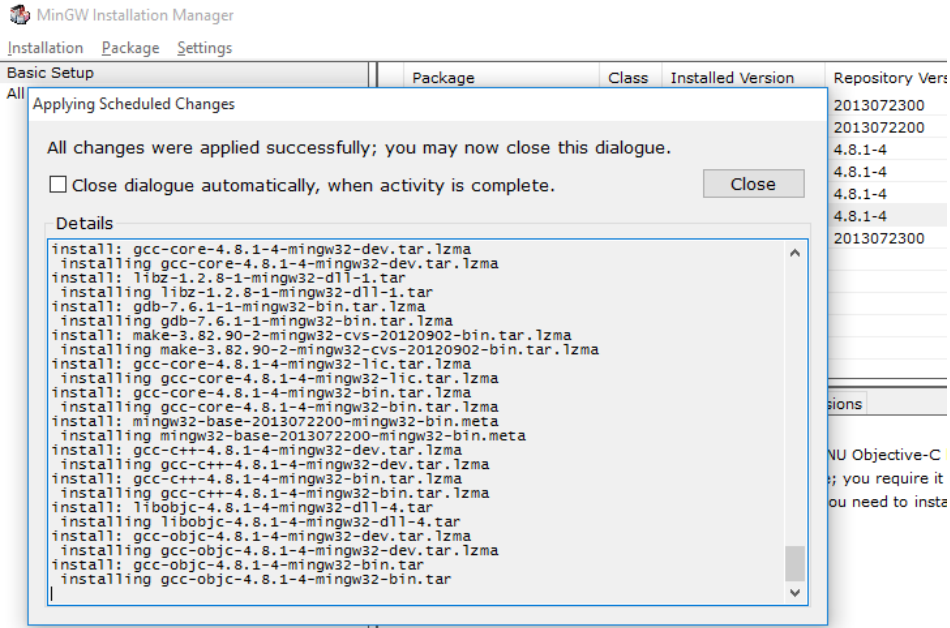 MinGW Installation Manager
Installation Package Settings
Basic Setup
All
Package Class Installed Version Repository Vers
2013072300
2013072200
4.8.1-4
4.8.1-4
4.8.1-4
4.8.1-4
2013072300
Applying Scheduled Changes
All changes were applied successfully; you may now close this dialogue.
Close dialogue automatically, when activity is complete.
Close
Details
install: gcc-core-4.8.1-4-mingw32-dev.tar.lzma
installing gcc-core-4.8.1-4-mingw32-dev.tar.lzma
install: libz-1.2.8-1-mingw32-dll-1.tar
installing libz-1.2.8-1-mingw32-dll-1.tar
install: gdb-7.6.1-1-mingw32-bin.tar.lzma
installing gdb-7.6.1-1-mingw32-bin.tar.lzma
install: make-3.82.90-2-mingw32-cvs-20120902-bin.tar.lzma
installing make-3.82.90-2-mingw32-cvs-20120902-bin.tar.lzma
install: gcc-core-4.8.1-4-mingw32-lic.tar.lzma
installing gcc-core-4.8.1-4-mingw32-lic.tar.lzma
install: gcc-core-4.8.1-4-mingw32-bin.tar.lzma
installing gcc-core-4.8.1-4-mingw32-bin.tar.lzma
install: mingw32-base-2013072200-mingw32-bin.meta
installing mingw32-base-2013072200-mingw32-bin.meta
install: gcc-c++-4.8.1-4-mingw32-dev.tar.lzma
installing gcc-c++-4.8.1-4-mingw32-dev.tar.lzma
install: gcc-c++-4.8.1-4-mingw32-bin.tar.lzma
installing gcc-c++-4.8.1-4-mingw32-bin.tar.lzma
install: libobjc-4.8.1-4-mingw32-dll-4.tar
installing libobjc-4.8.1-4-mingw32-dll-4.tar
install: gcc-objc-4.8.1-4-mingw32-dev.tar.lzma
installing gcc-objc-4.8.1-4-mingw32-dev.tar.lzma
install: gcc-objc-4.8.1-4-mingw32-bin.tar
installing gcc-objc-4.8.1-4-mingw32-bin.tar
sions
NU Objective-C
; you require it
ou need to insta